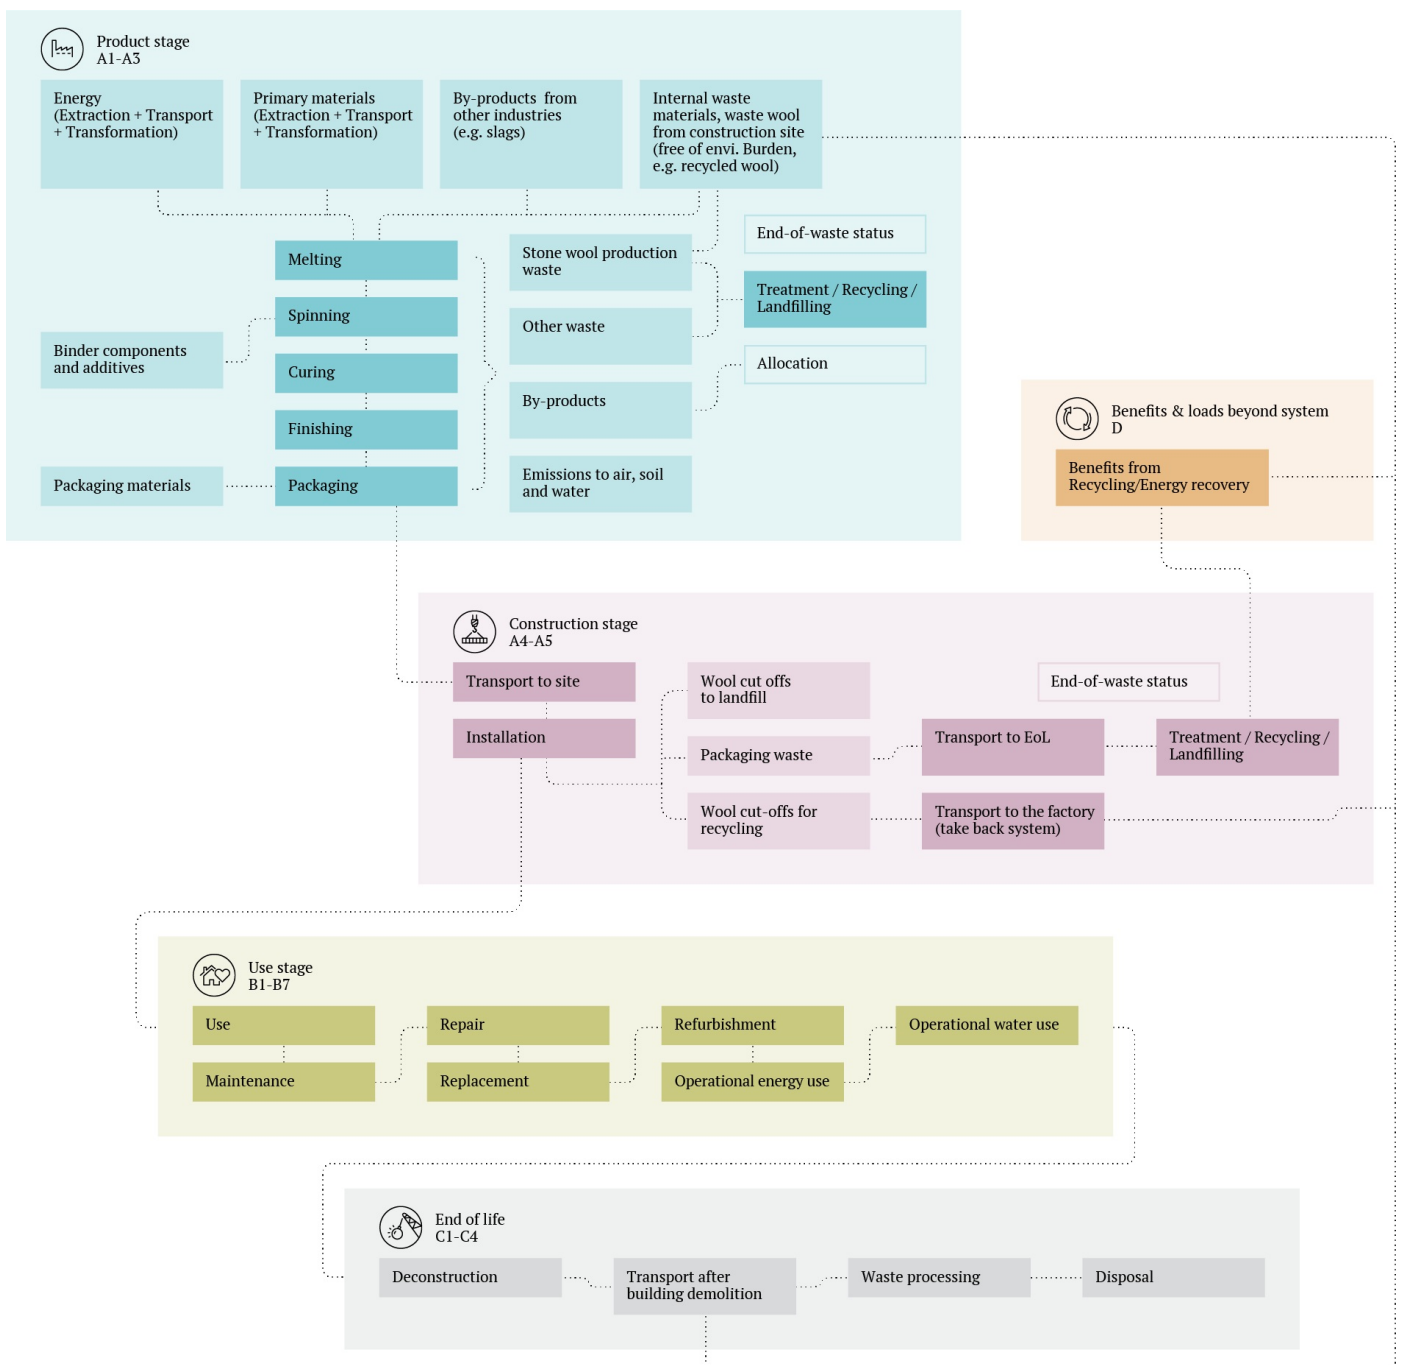 Product stage
A1-A3
Energy
(Extraction + Transport
+ Transformation)
Primary materials
(Extraction + Transport
+ Transformation)
By-products from
other industries
(e.g. slags)
Internal waste
materials, waste wool
from construction site
(free of envi. Burden,
e.g. recycled wool)
Melting
Spinning
Curing
Finishing
Packaging
Binder components
and additives
Packaging materials
Stone wool production
waste
Other waste
By-products
Emissions to air, soil
and water
End-of-waste status
Treatment / Recycling /
Landfilling
Allocation
Benefits & loads beyond system
D
Benefits from
Recycling/Energy recovery
Construction stage
A4-A5
Transport to site
Installation
Wool cut offs
to landfill
Packaging waste
Wool cut-offs for
recycling
Transport to EoL
Transport to the factory
(take back system)
End-of-waste status
Treatment / Recycling /
Landfilling
Use stage
B1-B7
Use
Maintenance
Repair
Replacement
Refurbishment
Operational energy use
Operational water use
End of life
C1-C4
Deconstruction
Transport after
building demolition
Waste processing
Disposal